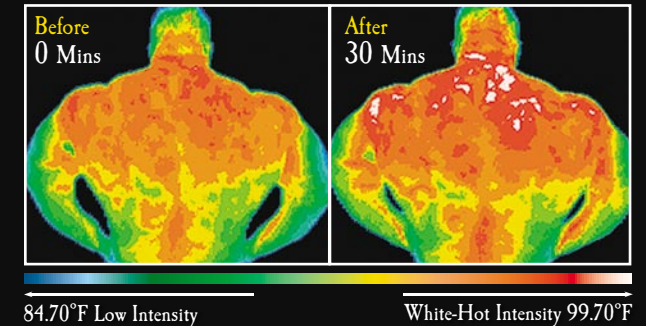 Before
0 Mins
After
30 Mins
84.70°F Low Intensity
White-Hot Intensity 99.70°F